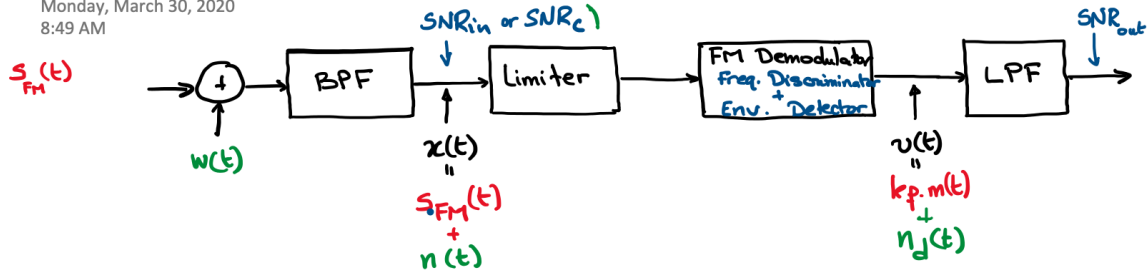 Monday, March 30, 2020
8:49 AM
SNRin or SNRc)
SNRout
SFM(t)
+
BPF
Limiter
FM Demodulator
Freq. Discriminator
+
Env. Detector
LPF
w(t)
x(t)
=
SFM(t)
+
n(t)
v(t)
=
kp.m(t)
+
nd(t)